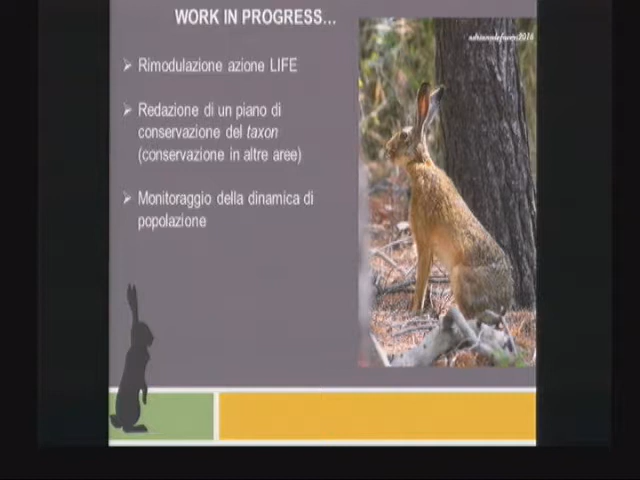 WORK IN PROGRESS...
Rimodulazione azione LIFE
Redazione di un piano di
conservazione del taxon
(conservazione in altre aree)
Monitoraggio della dinamica di
popolazione